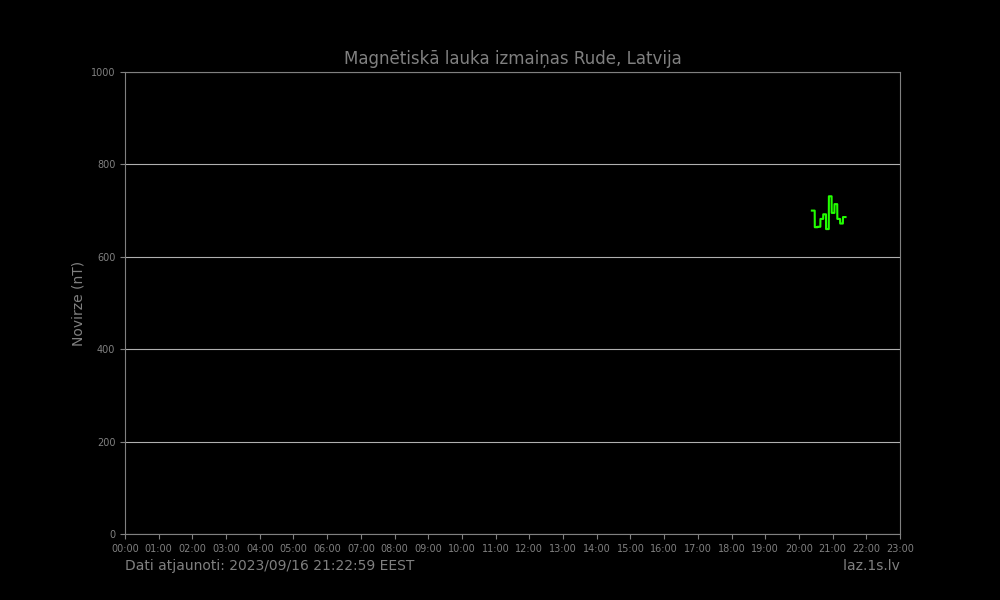 Magnētiskā lauka izmaiņas Rude, Latvija
1000
800
600
400
200
0
Novirze (nT)
00:00 01:00 02:00 03:00 04:00 05:00 06:00 07:00 08:00 09:00 10:00 11:00 12:00 13:00 14:00 15:00 16:00 17:00 18:00 19:00 20:00 21:00 22:00 23:00
Dati atjaunoti: 2023/09/16 21:22:59 EEST
laz.1s.lv